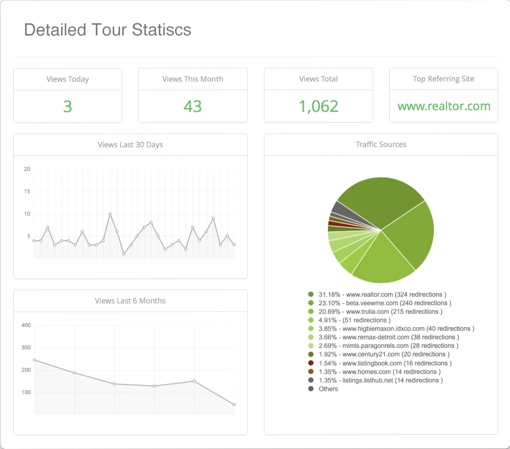 Detailed Tour Statiscs
Views Today
3
Views This Month
43
Views Total
1,062
Top Referring Site
www.realtor.com
Views Last 30 Days
20
15
10
5
Views Last 6 Months
400
300
200
100
Traffic Sources
31.18% - www.realtor.com (324 redirections )
23.10% - beta.veewme.com (240 redirections )
20.69% - www.trulia.com (215 redirections )
4.91% - (51 redirections )
3.85% - www.higbiemaxon.idxco.com (40 redirections )
3.66% - www.remax-detroit.com (38 redirections )
2.69% - mimls.paragonrels.com (28 redirections )
1.92% - www.century21.com (20 redirections )
1.54% - www.listingbook.com (16 redirections )
1.35% - www.homes.com (14 redirections )
1.35% - listings.listhub.net (14 redirections )
Others